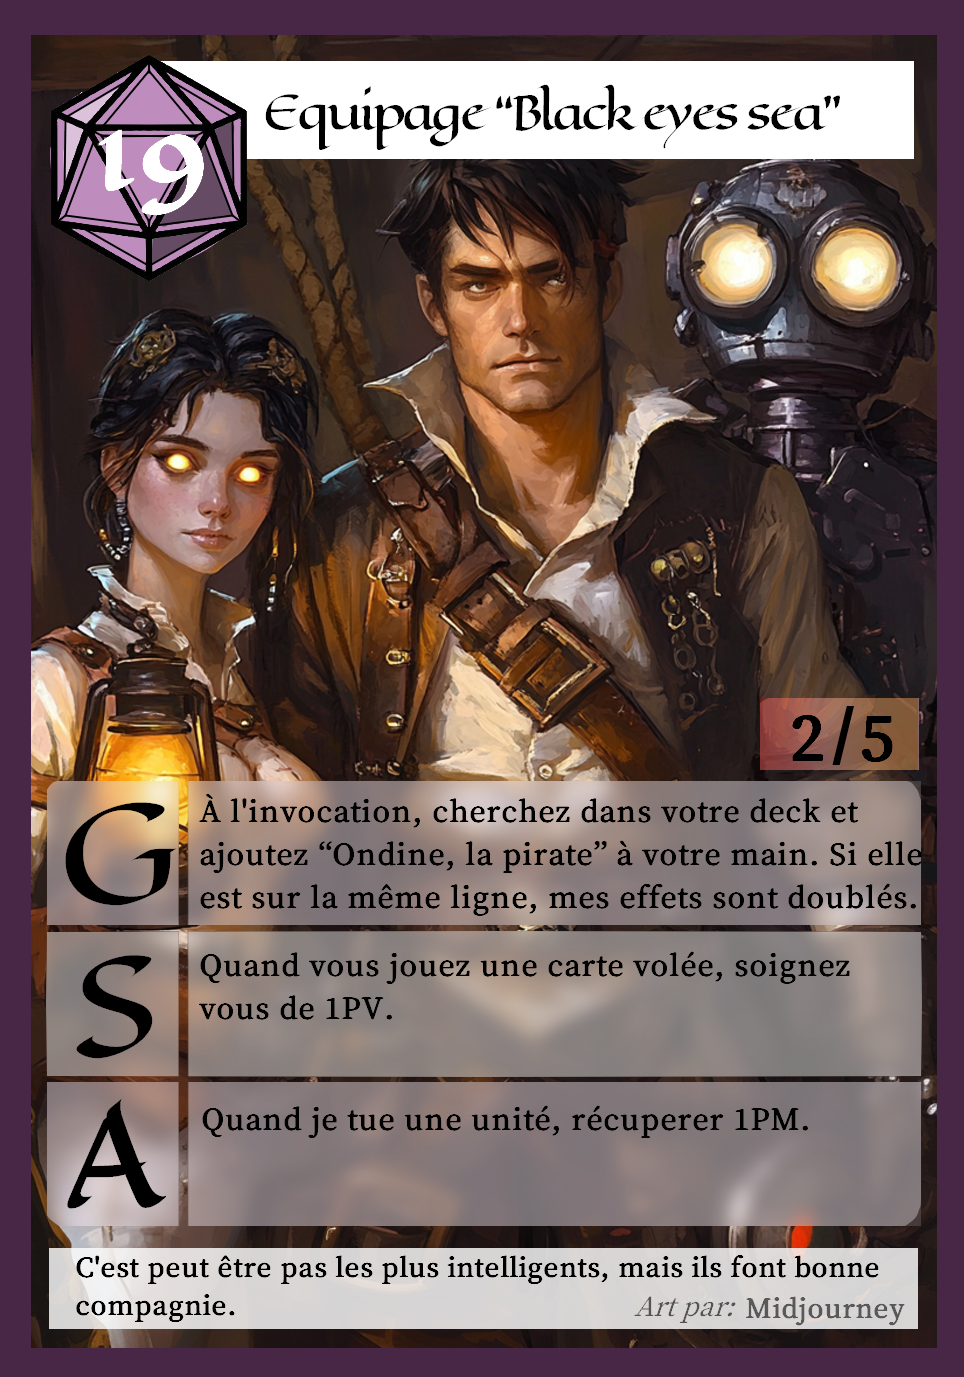 19
Equipage “Black eyes sea”
2/5
G
À l'invocation, cherchez dans votre deck et
ajoutez “Ondine, la pirate” à votre main. Si elle
est sur la même ligne, mes effets sont doublés.
S
Quand vous jouez une carte volée, soignez
vous de 1PV.
A
Quand je tue une unité, récuperer 1PM.
C'est peut être pas les plus intelligents, mais ils font bonne
compagnie.
Art par: Midjourney